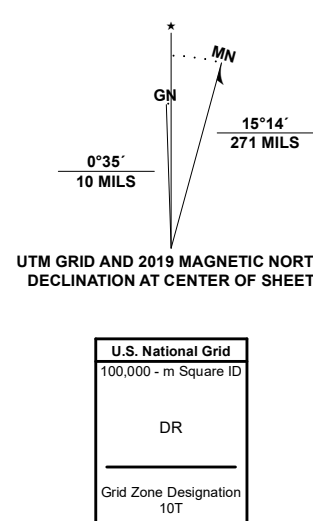 ★
MN
GN
15°14´
271 MILS
0°35´
10 MILS
UTM GRID AND 2019 MAGNETIC NORT
DECLINATION AT CENTER OF SHEET
U.S. National Grid
100,000 - m Square ID
DR
Grid Zone Designation
10T